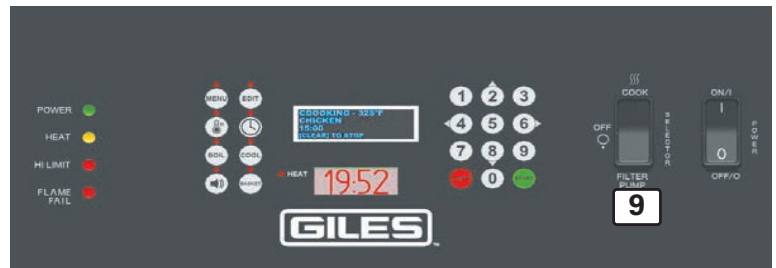 POWER
HEAT
HI LIMIT
FLAME
FAIL
MENU EDIT
BOIL COOL
BASKET
COOOKING - 325°F
CHICKEN
15:00
[CLEAR] TO STOP
HEAT
19:52
GILES
1 2 3
4 5 6
7 8 9
0 START
COOK
OFF
SELECTOR
FILTER
PUMP
9
ON/I
I
O
POWER
OFF/O